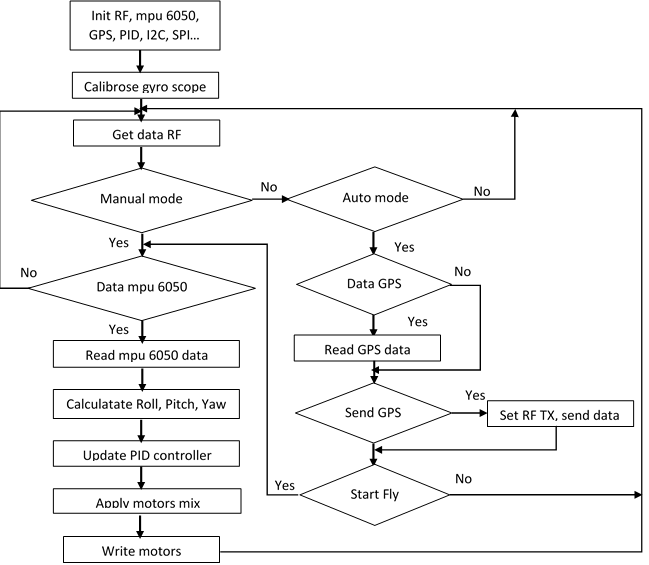 Init RF, mpu 6050,
GPS, PID, I2C, SPI...
Calibrose gyro scope
Get data RF
Manual mode
No
Auto mode
No
Yes
Yes
No
Data mpu 6050
Data GPS
No
Yes
Yes
Read mpu 6050 data
Read GPS data
Calculatate Roll, Pitch, Yaw
Send GPS
Yes
Set RF TX, send data
Update PID controller
Apply motors mix
Yes
Start Fly
No
Write motors